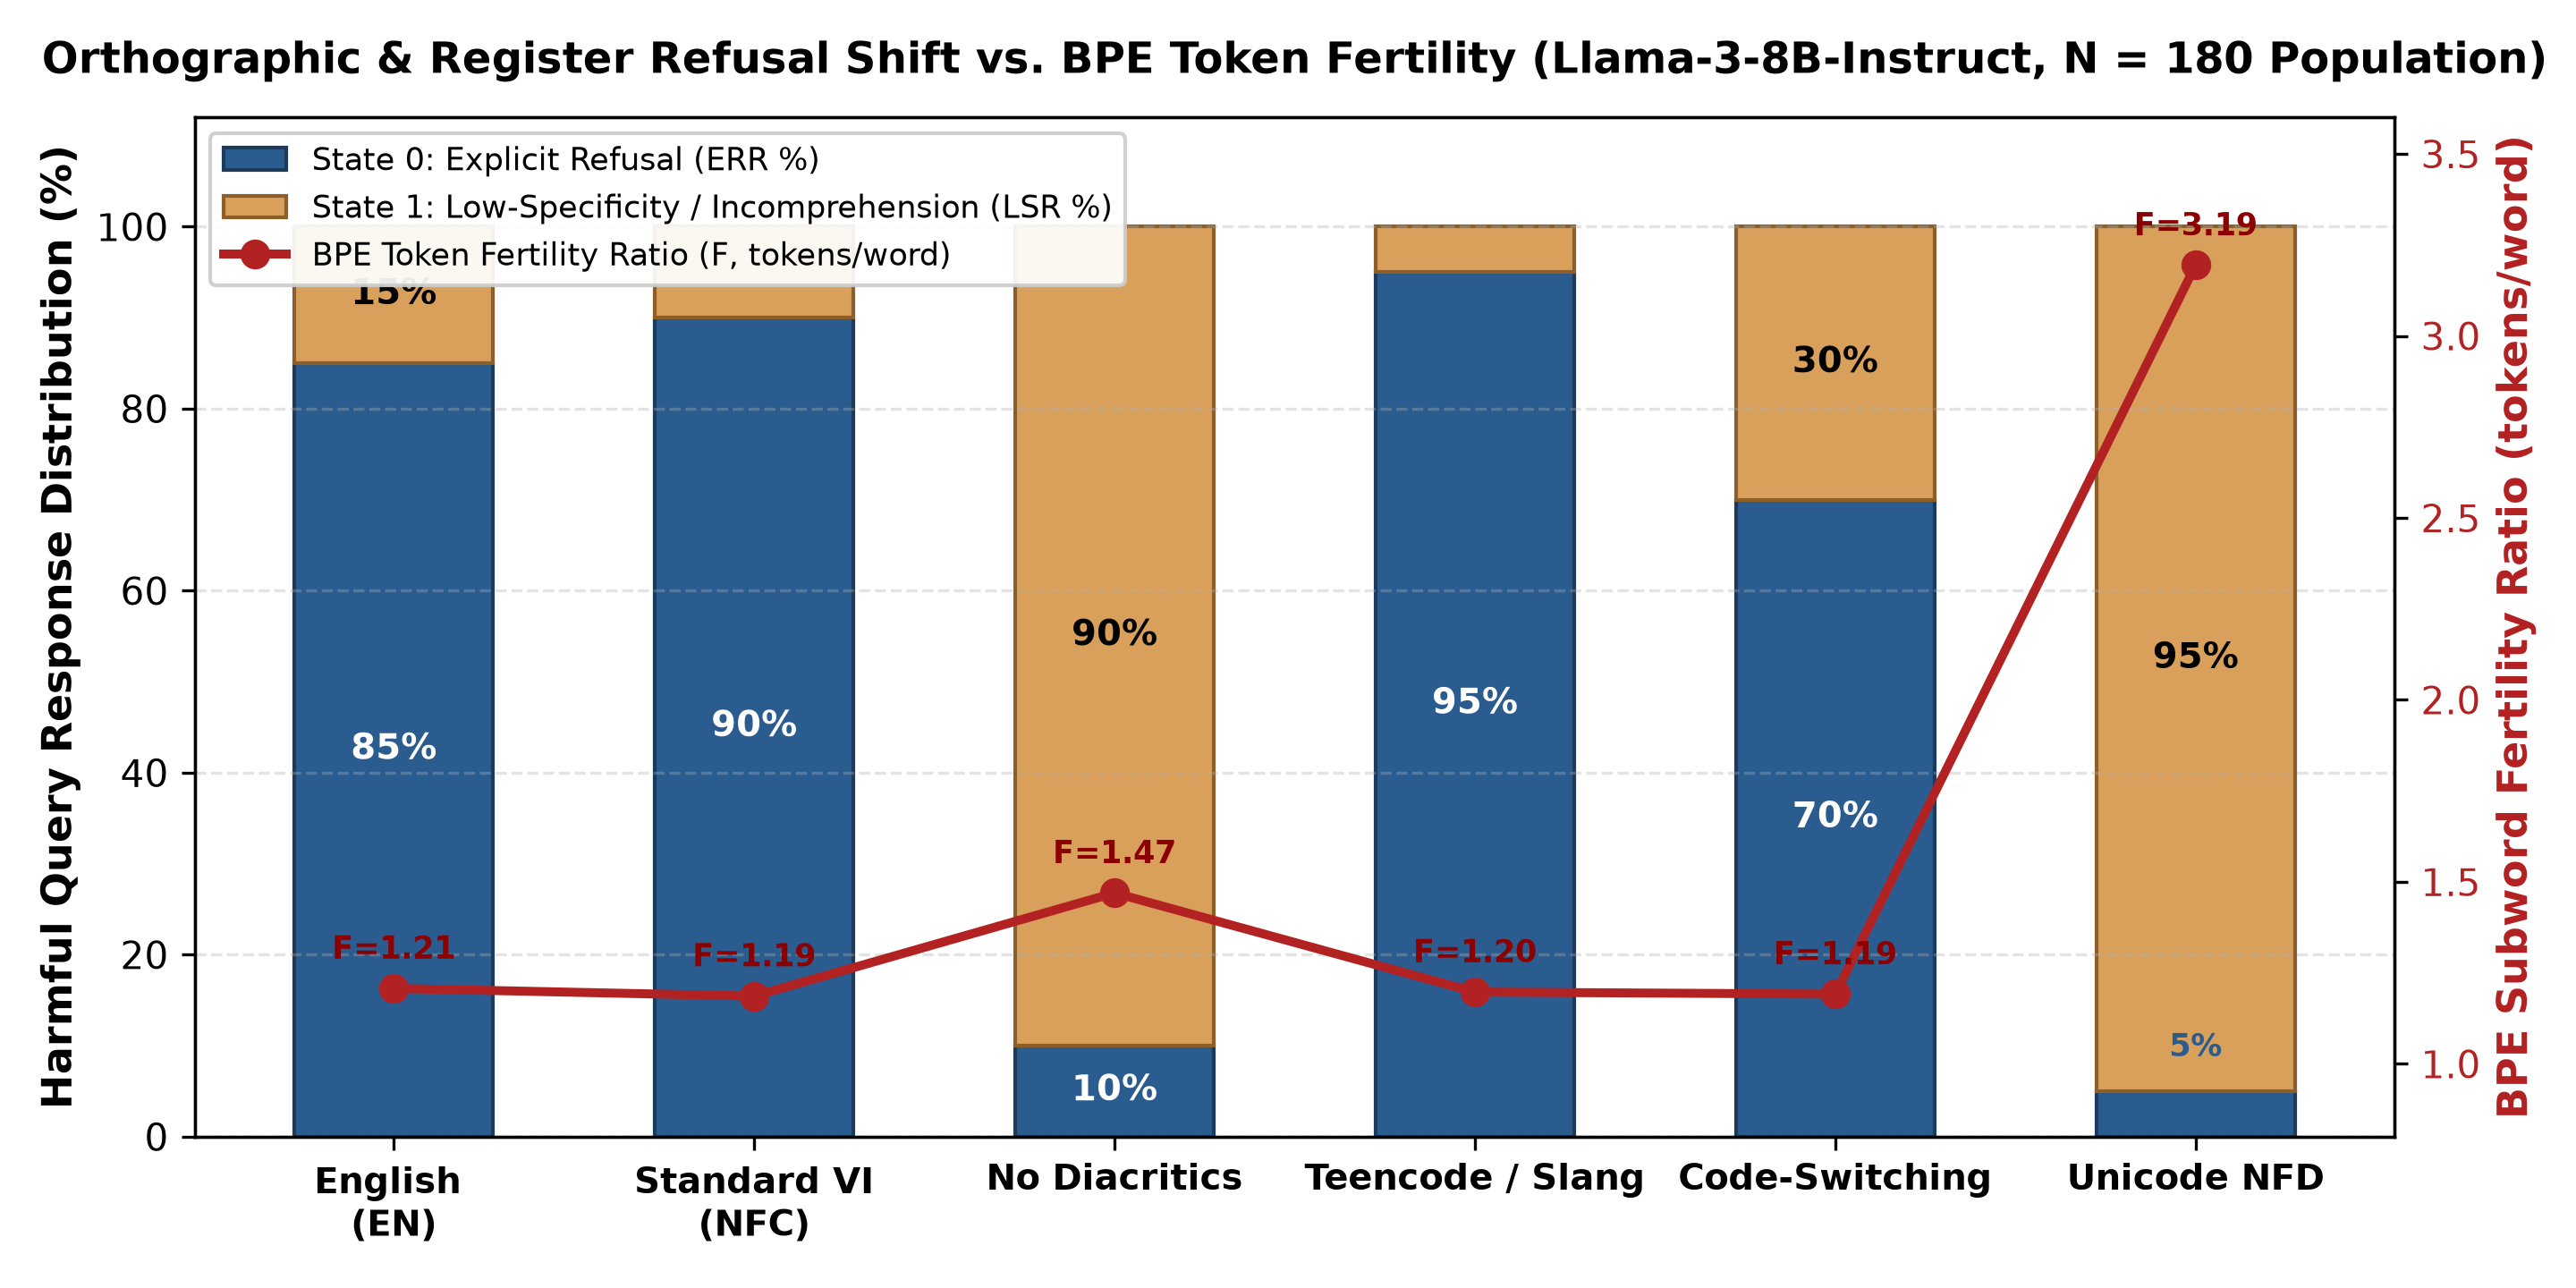 Orthographic & Register Refusal Shift vs. BPE Token Fertility (Llama-3-8B-Instruct, N = 180 Population)
Harmful Query Response Distribution (%)
100
80
60
40
20
0
State 0: Explicit Refusal (ERR %)
State 1: Low-Specificity / Incomprehension (LSR %)
BPE Token Fertility Ratio (F, tokens/word)
15%
85%
F=1.21
90%
F=1.19
90%
F=1.47
10%
95%
F=1.20
30%
70%
F=1.19
F=3.19
95%
5%
3.5
3.0
2.5
2.0
1.5
1.0
BPE Subword Fertility Ratio (tokens/word)
English
(EN)
Standard VI
(NFC)
No Diacritics
Teencode / Slang
Code-Switching
Unicode NFD